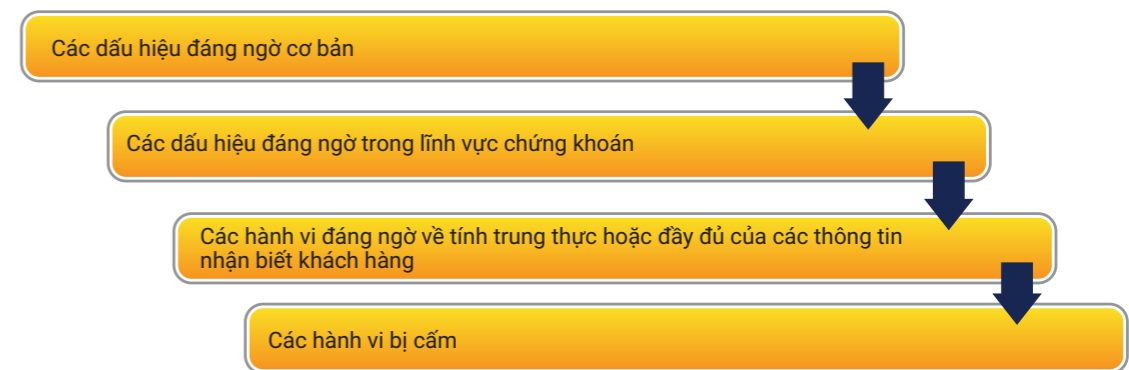 Các dấu hiệu đáng ngờ cơ bản
Các dấu hiệu đáng ngờ trong lĩnh vực chứng khoán
Các hành vi đáng ngờ về tính trung thực hoặc đầy đủ của các thông tin
nhận biết khách hàng
Các hành vi bị cấm